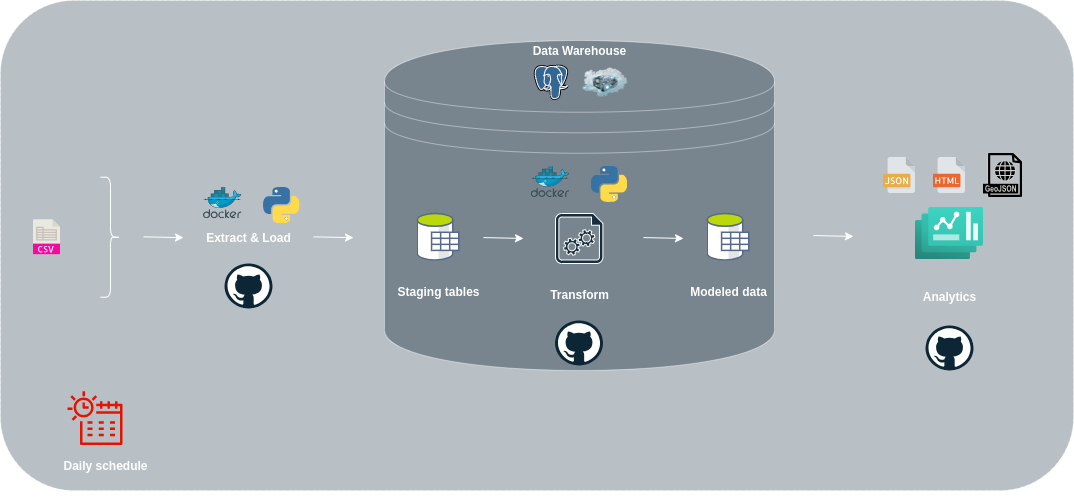 Data Warehouse
JSON
HTML
GeoJSON
docker
docker
CSV
Extract & Load
Staging tables
Transform
Modeled data
Analytics
Daily schedule